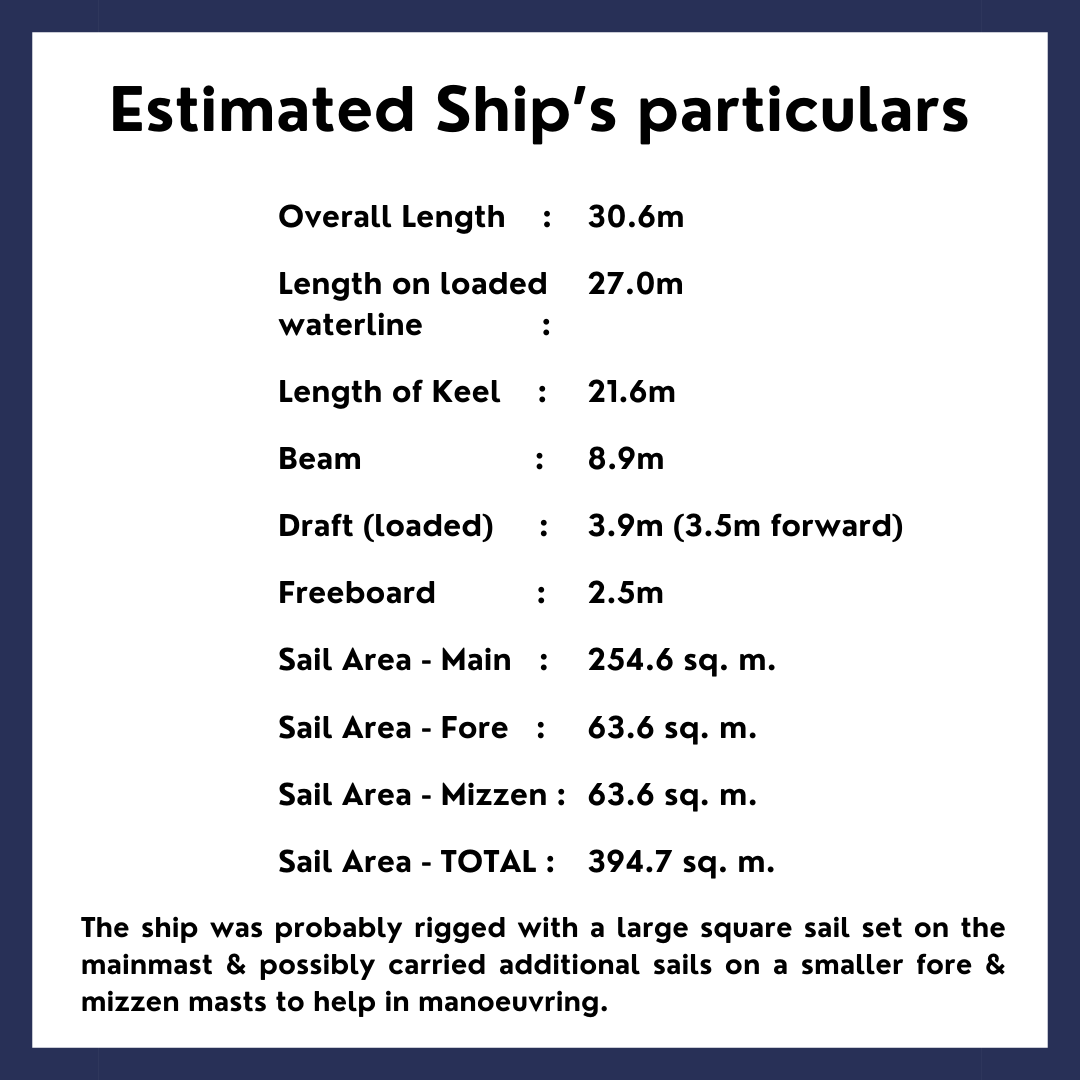 Estimated Ship’s particulars
Overall Length : 30.6m
Length on loaded 27.0m
waterline :
Length of Keel : 21.6m
Beam : 8.9m
Draft (loaded) : 3.9m (3.5m forward)
Freeboard : 2.5m
Sail Area - Main : 254.6 sq. m.
Sail Area - Fore : 63.6 sq. m.
Sail Area - Mizzen : 63.6 sq. m.
Sail Area - TOTAL : 394.7 sq. m.
The ship was probably rigged with a large square sail set on the
mainmast & possibly carried additional sails on a smaller fore &
mizzen masts to help in manoeuvring.